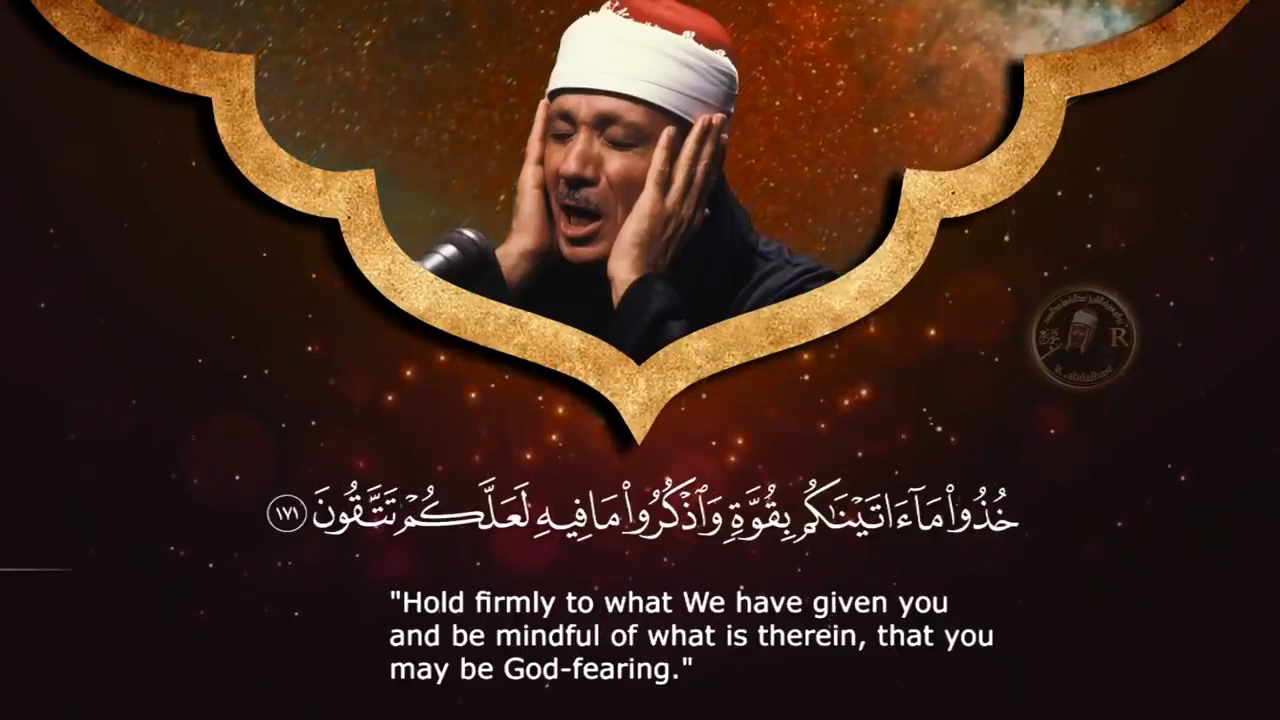 R
R . abdalbast
خُذُوا۟ مَآ ءَاتَيْنَـٰكُم بِقُوَّةٍ وَٱذْكُرُوا۟ مَا فِيهِ لَعَلَّكُمْ تَتَّقُونَ ١٧١
"Hold firmly to what We have given you
and be mindful of what is therein, that you
may be God-fearing."